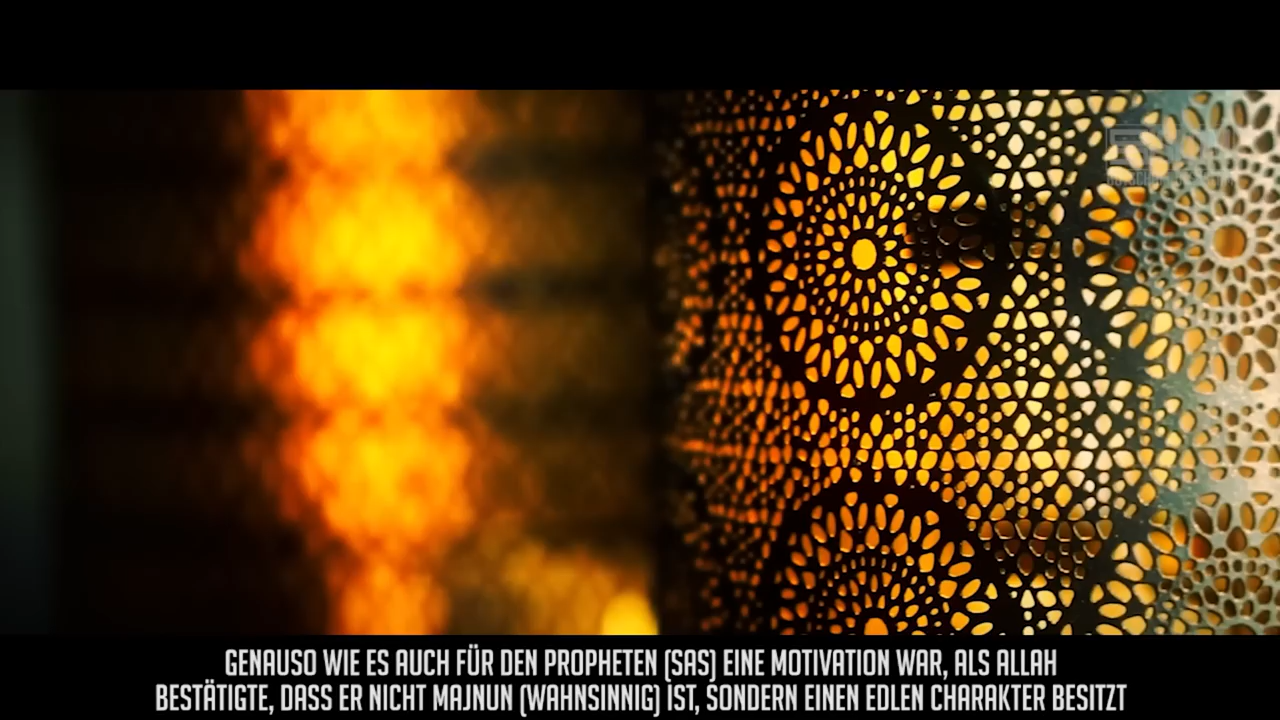 GENAUSO WIE ES AUCH FÜR DEN PROPHETEN (SAS) EINE MOTIVATION WAR, ALS ALLAH
BESTÄTIGTE, DASS ER NICHT MAJNUN (WAHNSINNIG) IST, SONDERN EINEN EDLEN CHARAKTER BESITZT